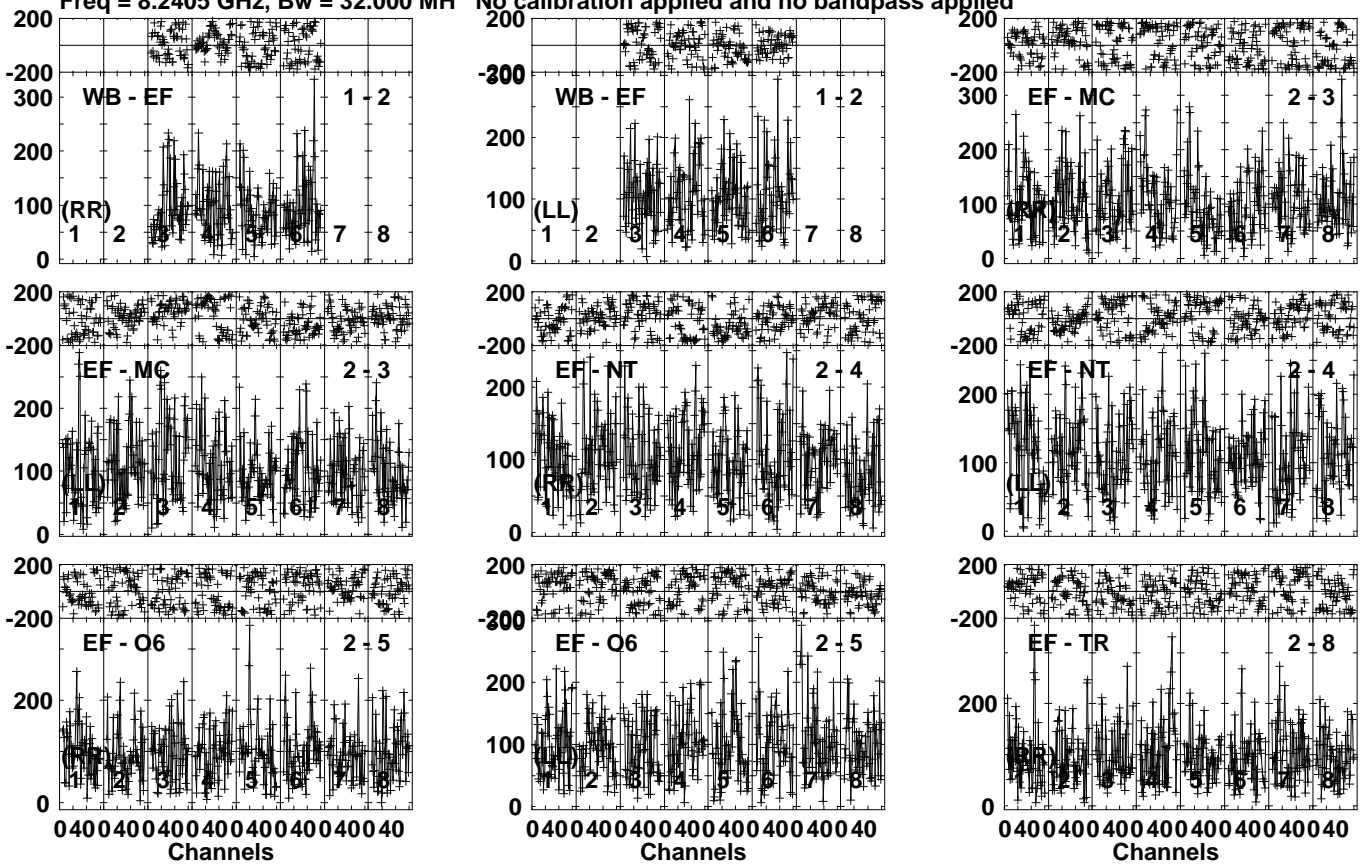 Freq = 8.2405 GHz, Bw = 32.000 MH No calibration applied and no bandpass applied
200
-200
300
200
100
0
WB - EF 1 - 2
(RR)
1 2 3 4 5 6 7 8
200
-200
300
200
100
0
WB - EF 1 - 2
(LL)
1 2 3 4 5 6 7 8
200
-200
300
200
100
0
EF - MC 2 - 3
(RR)
1 2 3 4 5 6 7 8
200
-200
200
100
0
EF - MC 2 - 3
(LL)
1 2 3 4 5 6 7 8
200
-200
200
100
0
EF - NT 2 - 4
(RR)
1 2 3 4 5 6 7 8
200
-200
200
100
0
EF - NT 2 - 4
(LL)
1 2 3 4 5 6 7 8
200
-200
200
0
EF - O6 2 - 5
(RR)
1 2 3 4 5 6 7 8
0 40 0 40 0 40 0 40 0 40 0 40 0 40 0 40
Channels
200
-200
300
200
100
0
EF - O6 2 - 5
(LL)
1 2 3 4 5 6 7 8
0 40 0 40 0 40 0 40 0 40 0 40 0 40 0 40
Channels
200
-200
200
0
EF - TR 2 - 8
(RR)
1 2 3 4 5 6 7 8
0 40 0 40 0 40 0 40 0 40 0 40 0 40 0 40
Channels